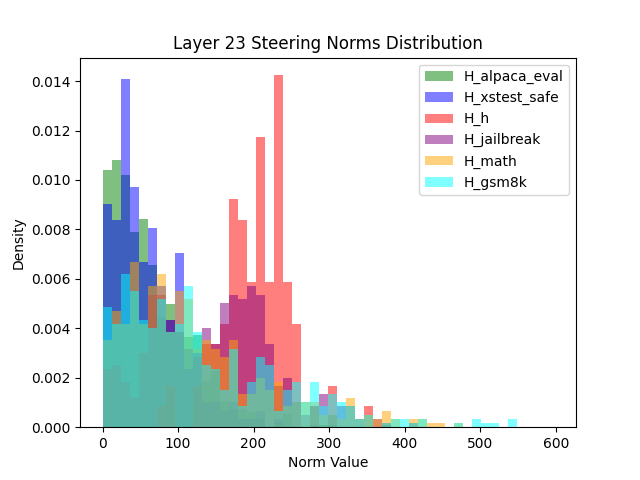 Layer 23 Steering Norms Distribution
H_alpaca_eval
H_xstest_safe
H_h
H_jailbreak
H_math
H_gsm8k
Density
0.014
0.012
0.010
0.008
0.006
0.004
0.002
0.000
0 100 200 300 400 500 600
Norm Value